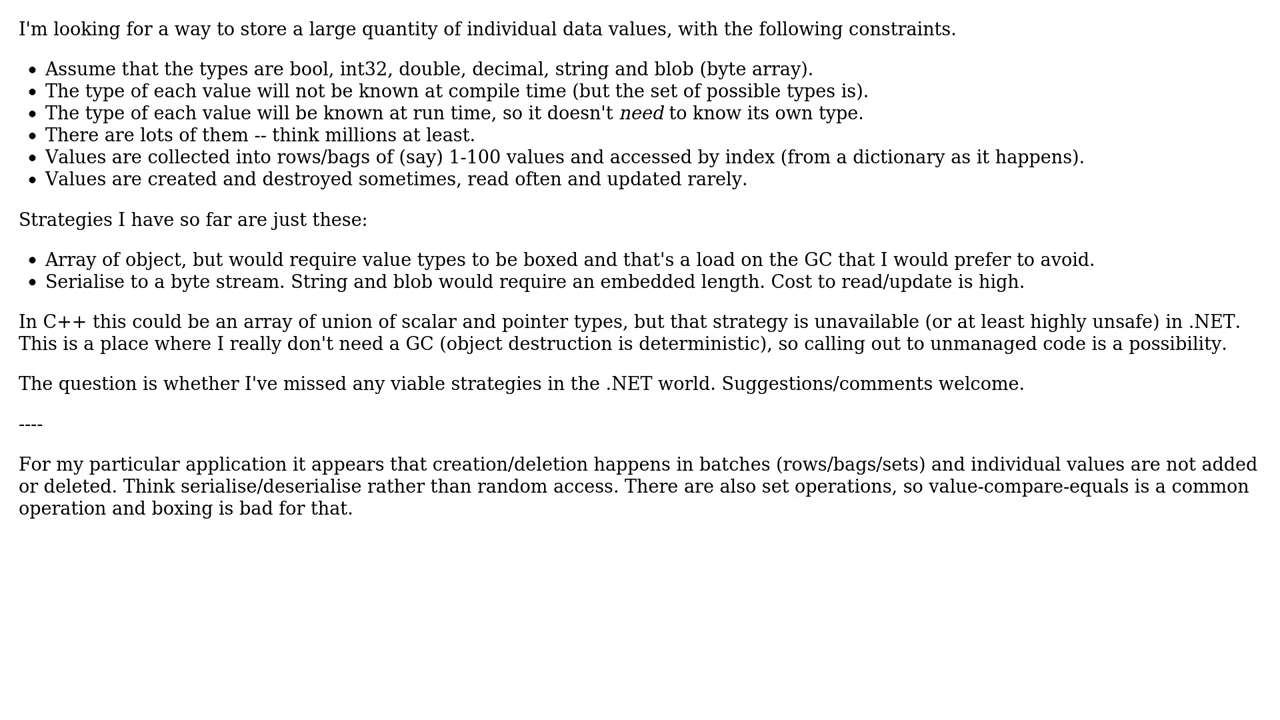 I'm looking for a way to store a large quantity of individual data values, with the following constraints.
• Assume that the types are bool, int32, double, decimal, string and blob (byte array).
• The type of each value will not be known at compile time (but the set of possible types is).
• The type of each value will be known at run time, so it doesn't need to know its own type.
• There are lots of them -- think millions at least.
• Values are collected into rows/bags of (say) 1-100 values and accessed by index (from a dictionary as it happens).
• Values are created and destroyed sometimes, read often and updated rarely.
Strategies I have so far are just these:
• Array of object, but would require value types to be boxed and that's a load on the GC that I would prefer to avoid.
• Serialise to a byte stream. String and blob would require an embedded length. Cost to read/update is high.
In C++ this could be an array of union of scalar and pointer types, but that strategy is unavailable (or at least highly unsafe) in .NET.
This is a place where I really don't need a GC (object destruction is deterministic), so calling out to unmanaged code is a possibility.
The question is whether I've missed any viable strategies in the .NET world. Suggestions/comments welcome.
----
For my particular application it appears that creation/deletion happens in batches (rows/bags/sets) and individual values are not added
or deleted. Think serialise/deserialise rather than random access. There are also set operations, so value-compare-equals is a common
operation and boxing is bad for that.